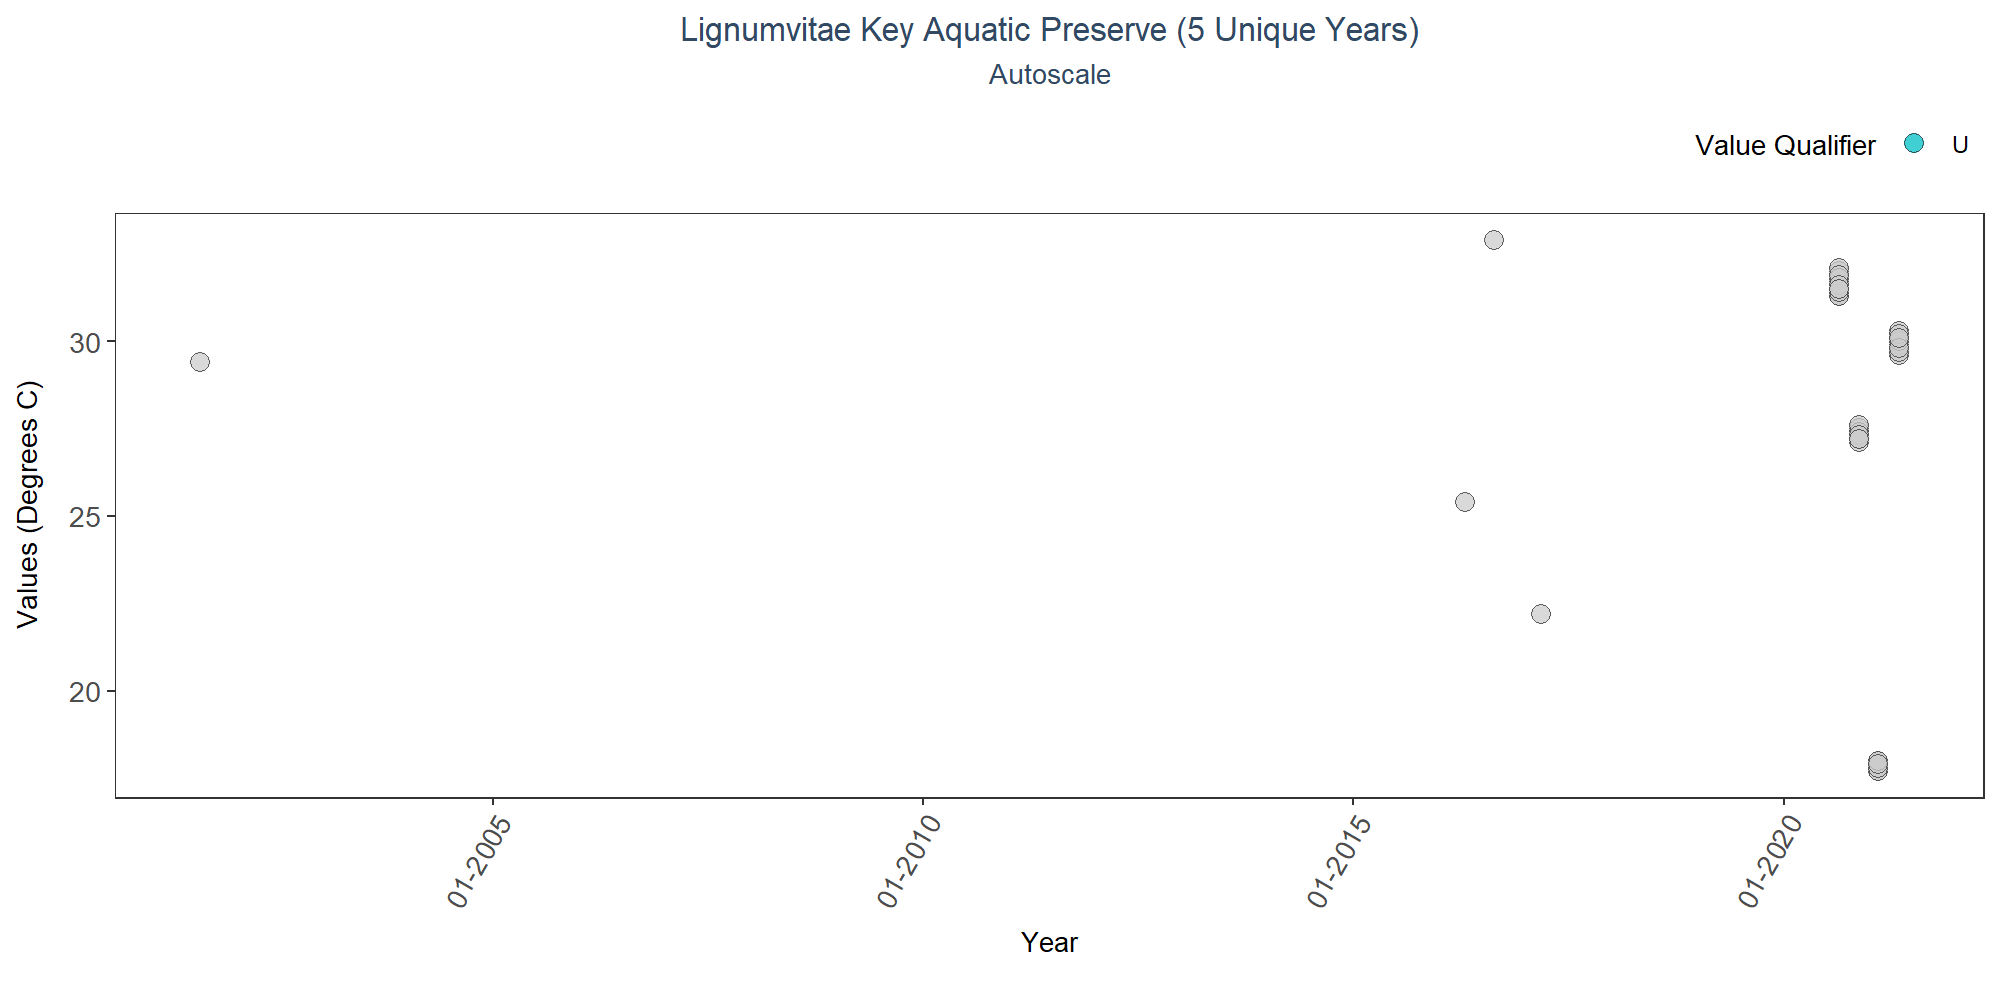 Lignumvitae Key Aquatic Preserve (5 Unique Years)
Autoscale
Value Qualifier U
Values (Degrees C)
30
25
20
01-2005
01-2010
01-2015
01-2020
Year